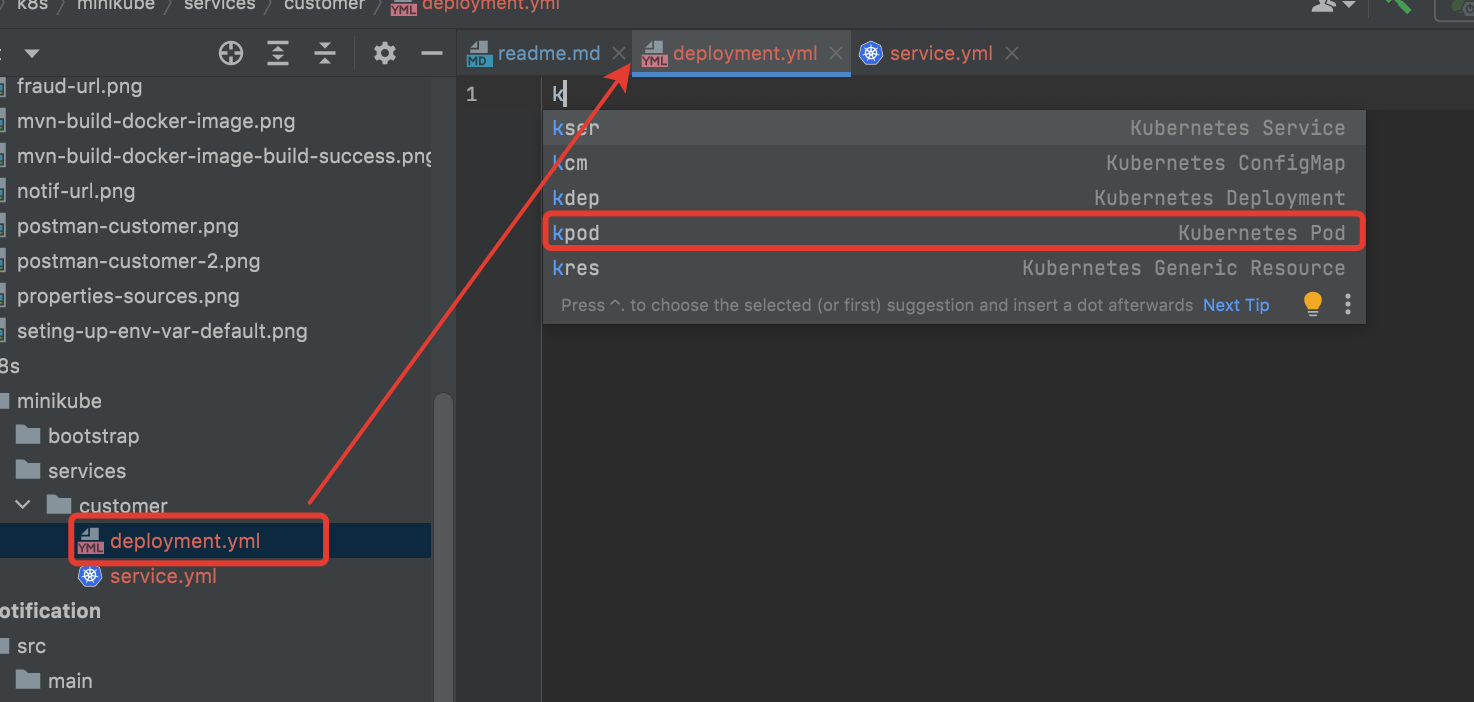 k8s minikube services customer deployment.yml
readme.md deployment.yml service.yml
fraud-url.png
mvn-build-docker-image.png
mvn-build-docker-image-build-success.png
notif-url.png
postman-customer.png
postman-customer-2.png
properties-sources.png
seting-up-env-var-default.png
8s
minikube
bootstrap
services
customer
deployment.yml
service.yml
otification
src
main
1 k
kser Kubernetes Service
kcm Kubernetes ConfigMap
kdep Kubernetes Deployment
kpod Kubernetes Pod
kres Kubernetes Generic Resource
Press ^. to choose the selected (or first) suggestion and insert a dot afterwards Next Tip